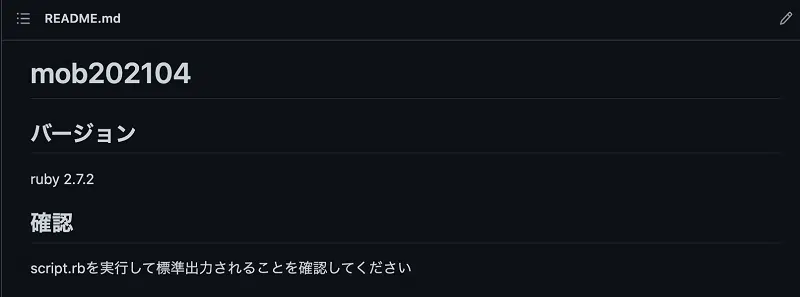 README.md
mob202104
バージョン
ruby 2.7.2
確認
script.rbを実行して標準出力されることを確認してください